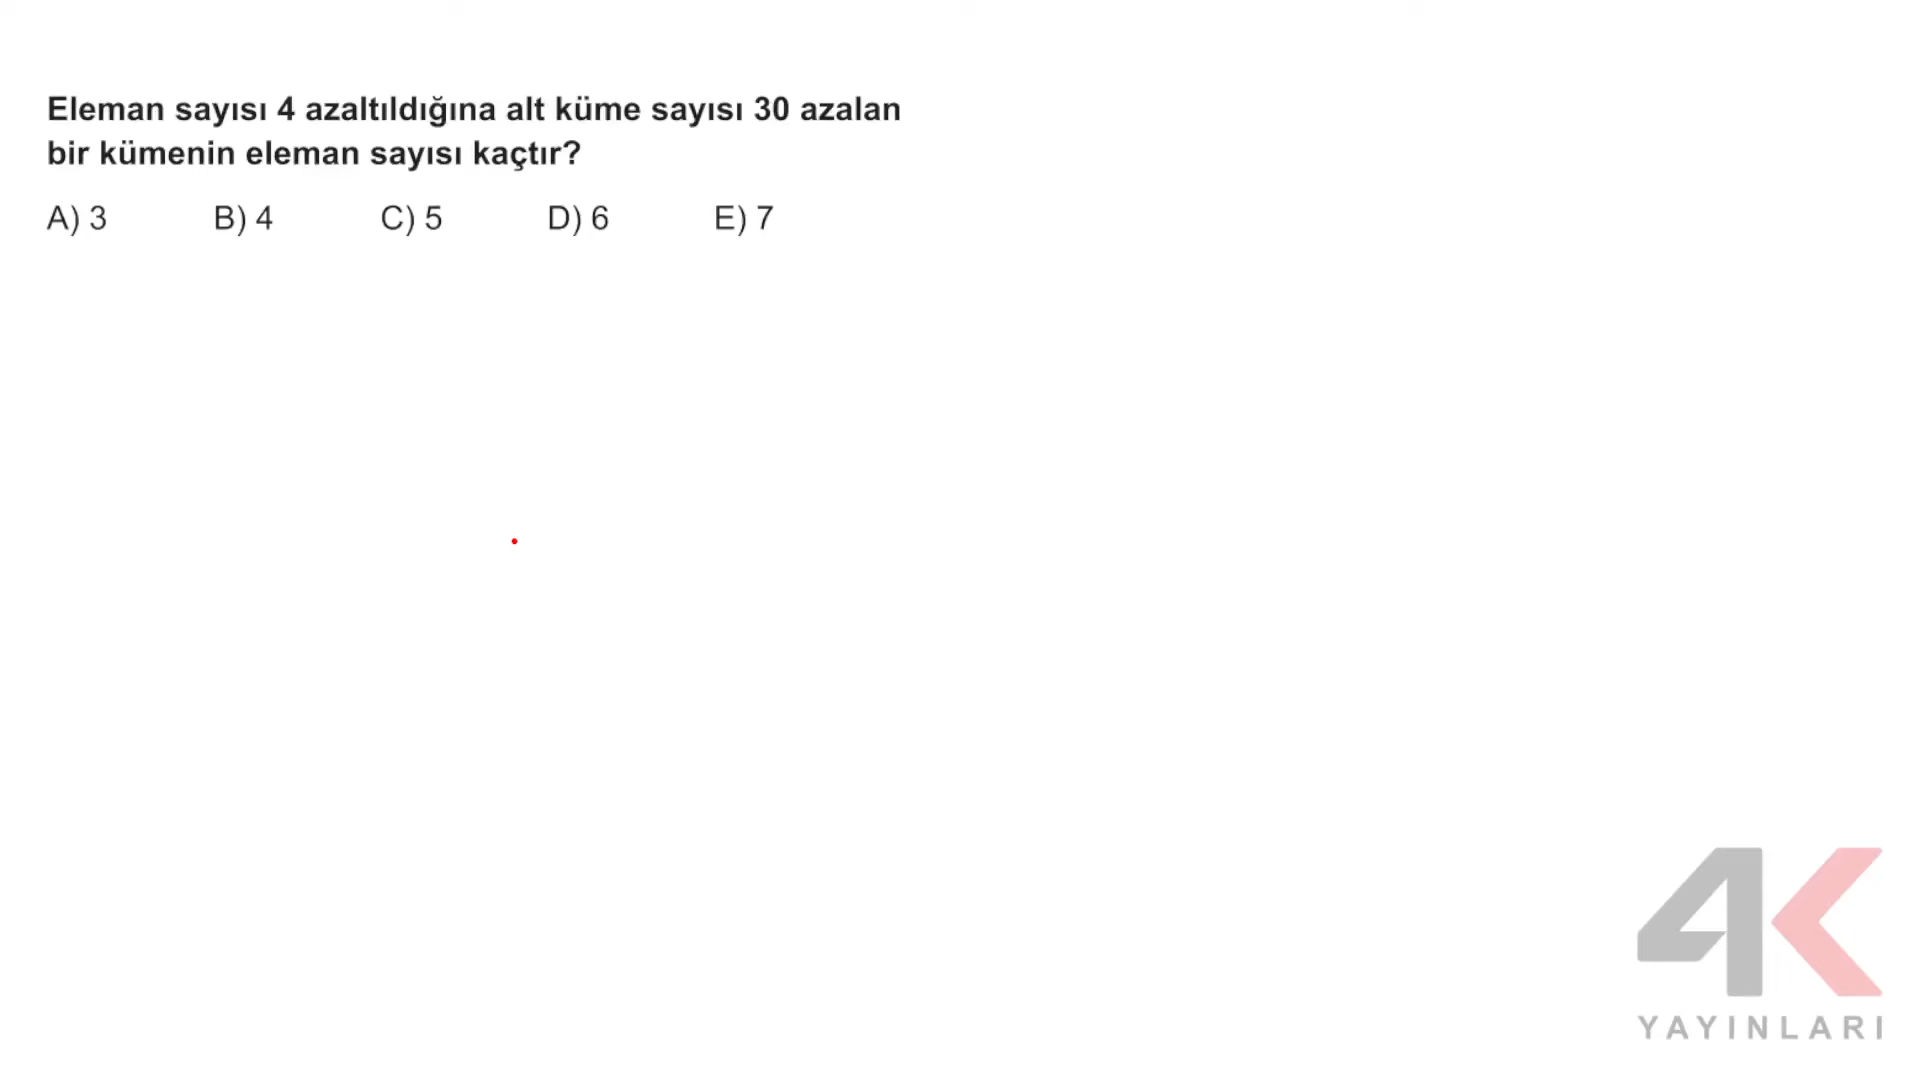 Eleman sayısı 4 azaltıldığına alt küme sayısı 30 azalan
bir kümenin eleman sayısı kaçtır?
A) 3 B) 4 C) 5 D) 6 E) 7
4K
YAYINLARI